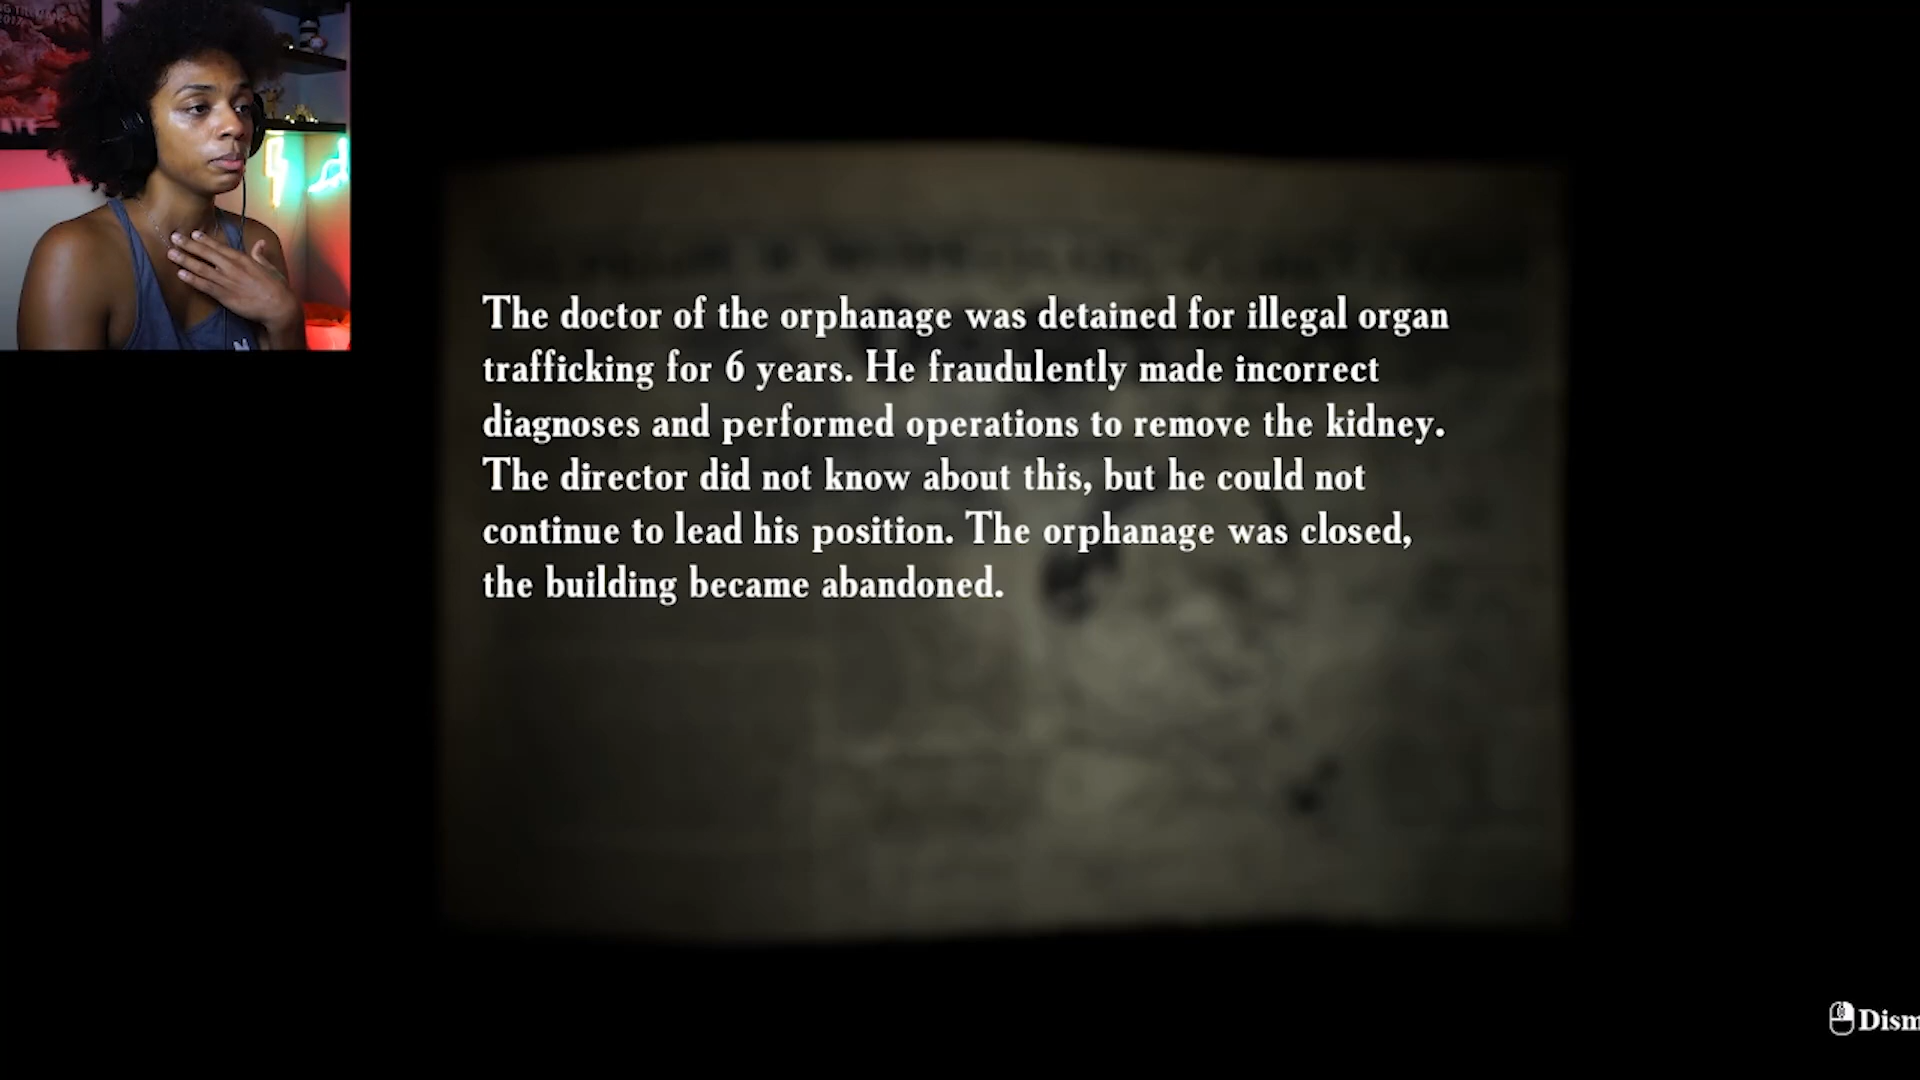 The doctor of the orphanage was detained for illegal organ
trafficking for 6 years. He fraudulently made incorrect
diagnoses and performed operations to remove the kidney.
The director did not know about this, but he could not
continue to lead his position. The orphanage was closed,
the building became abandoned.
Dism